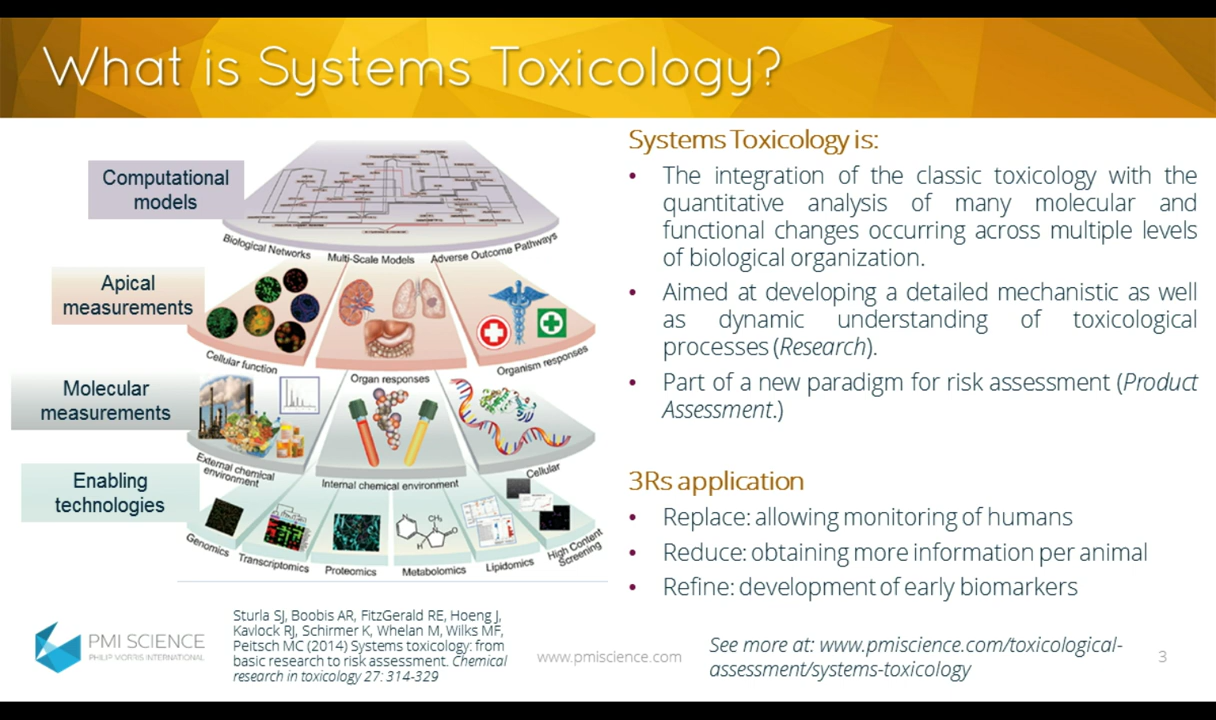 What is Systems Toxicology?
Computational
models
Biological Networks
Multi-Scale Models
Adverse Outcome Pathways
Apical
measurements
Cellular function
Organ responses
Organism responses
Molecular
measurements
External chemical
environment
Internal chemical environment
Cellular
Enabling
technologies
Genomics
Transcriptomics
Proteomics
N
N
CH3
O
H
Metabolomics
Lipidomics
High Content
Screening
Systems Toxicology is:
• The integration of the classic toxicology with the
quantitative analysis of many molecular and
functional changes occurring across multiple levels
of biological organization.
• Aimed at developing a detailed mechanistic as well
as dynamic understanding of toxicological
processes (Research).
• Part of a new paradigm for risk assessment (Product
Assessment.)
3Rs application
• Replace: allowing monitoring of humans
• Reduce: obtaining more information per animal
• Refine: development of early biomarkers
PMI SCIENCE
PHILIP MORRIS INTERNATIONAL
Sturla SJ, Boobis AR, FitzGerald RE, Hoeng J,
Kavlock RJ, Schirmer K, Whelan M, Wilks MF,
Peitsch MC (2014) Systems toxicology: from
basic research to risk assessment. Chemical
research in toxicology 27: 314-329
www.pmiscience.com
See more at: www.pmiscience.com/toxicological-
assessment/systems-toxicology
3